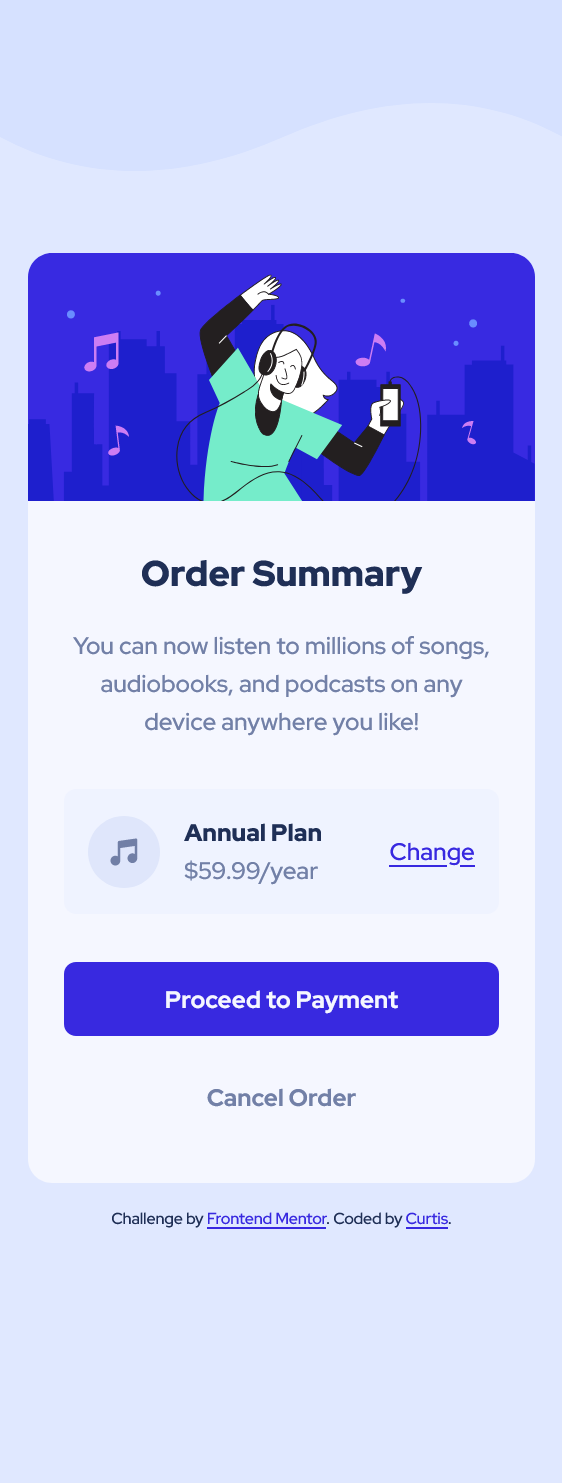 Order Summary
You can now listen to millions of songs,
audiobooks, and podcasts on any
device anywhere you like!
Annual Plan
$59.99/year
Change
Proceed to Payment
Cancel Order
Challenge by Frontend Mentor. Coded by Curtis.